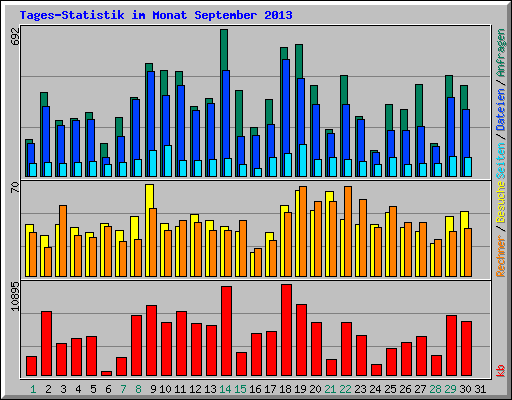 Tages-Statistik im Monat September 2013
692
70
10895
Seiten / Dateien / Anfragen
Rechner / Besuche
kb
1 2 3 4 5 6 7 8 9 10 11 12 13 14 15 16 17 18 19 20 21 22 23 24 25 26 27 28 29 30 31